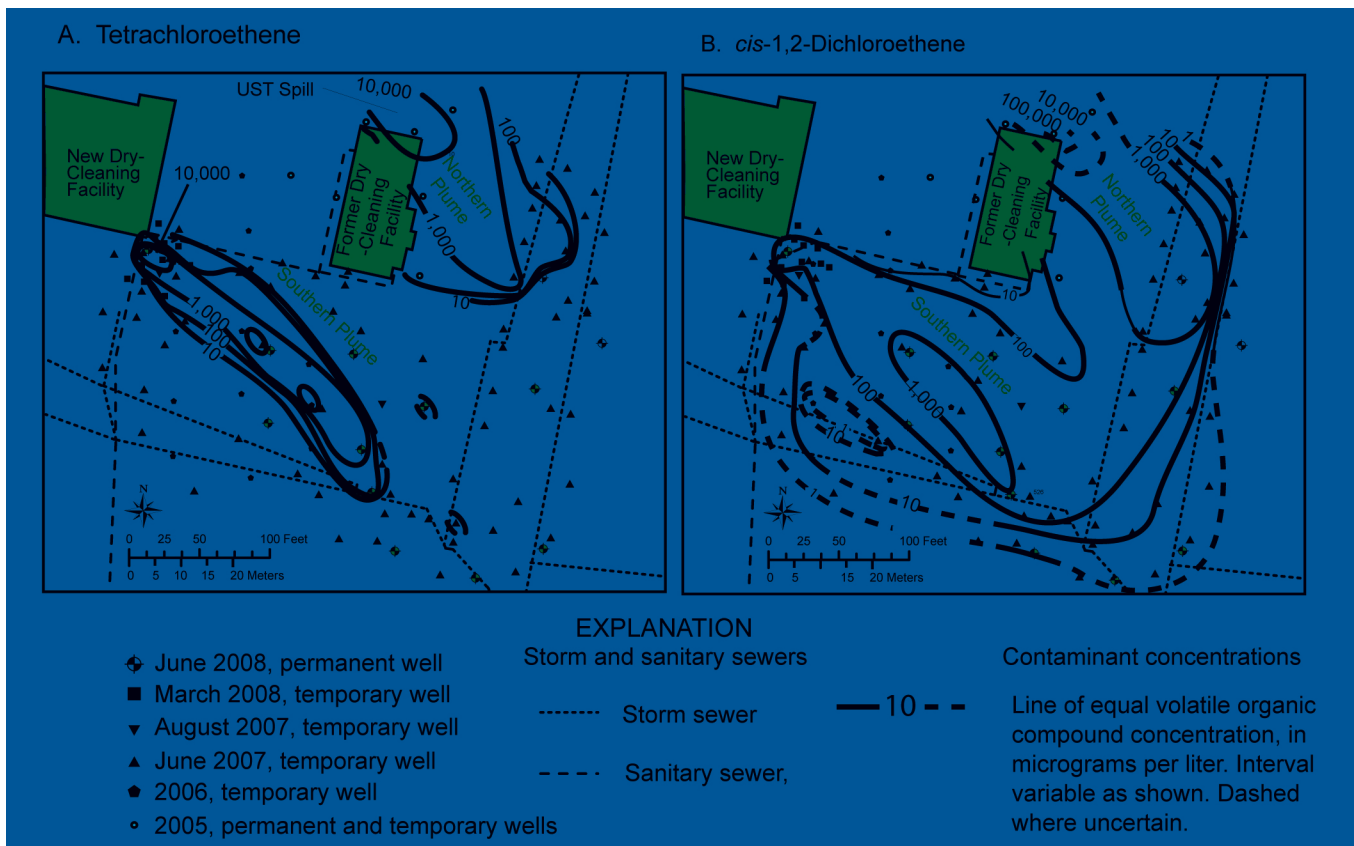 A. Tetrachloroethene
UST Spill
10,000
100
New Dry-
Cleaning
Facility
10,000
Former Dry
-Cleaning
Facility
Northern
Plume
1,000
10
Southern Plume
1,000
100
10
N
0 25 50 100 Feet
0 5 10 15 20 Meters
B. cis-1,2-Dichloroethene
10,000
100,000
1
10
100
1,000
New Dry-
Cleaning
Facility
Former Dry
-Cleaning
Facility
Northern
Plume
10
Southern Plume
100
100
1,000
1
10
1
10
N
0 25 50 100 Feet
0 5 15 20 Meters
EXPLANATION
June 2008, permanent well
March 2008, temporary well
August 2007, temporary well
June 2007, temporary well
2006, temporary well
2005, permanent and temporary wells
Storm and sanitary sewers
Storm sewer
Sanitary sewer,
Contaminant concentrations
10
Line of equal volatile organic
compound concentration, in
micrograms per liter. Interval
variable as shown. Dashed
where uncertain.